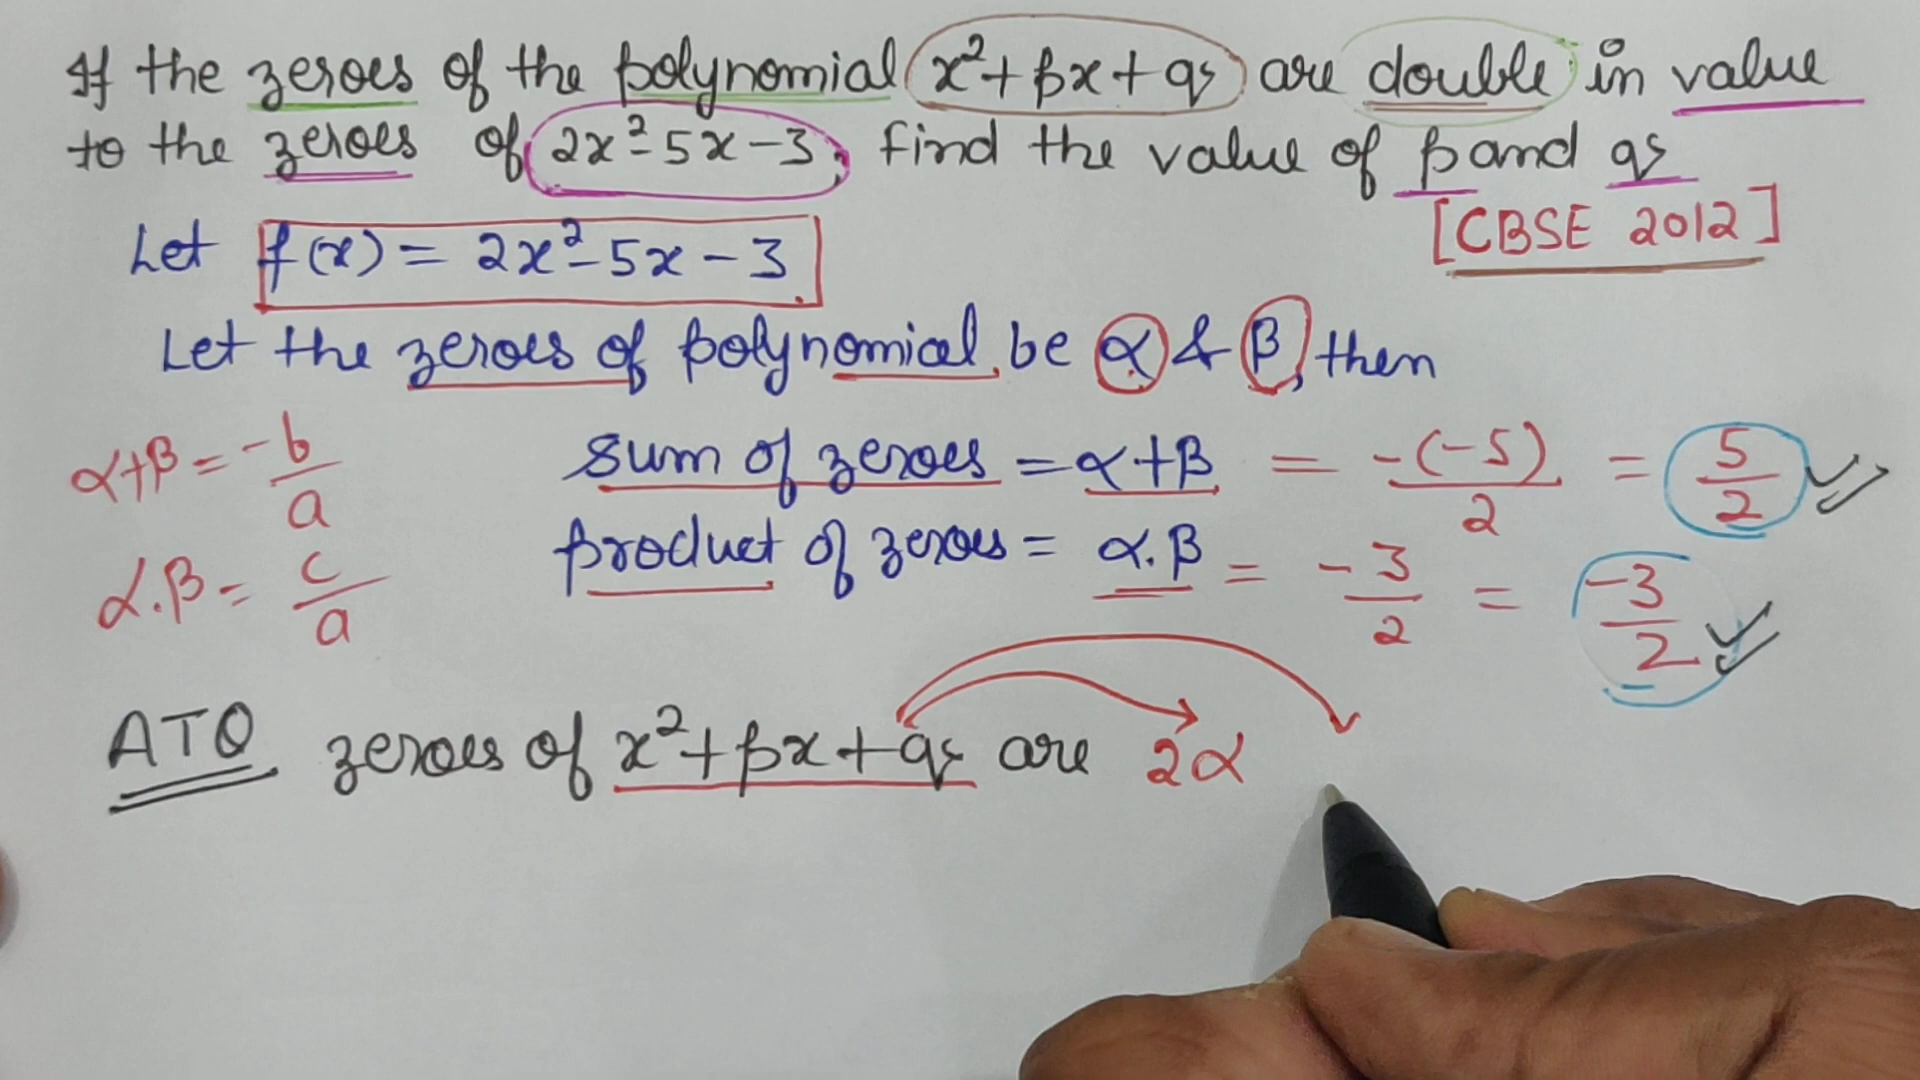 If the zeroes of the polynomial x²+px+q are double in value
to the zeroes of 2x²-5x-3, find the value of p and q
[CBSE 2012]
Let f(x) = 2x²-5x-3.
Let the zeroes of polynomial be α & β, then
α+β = -b/a
sum of zeroes = α+β = -(-5)/2 = 5/2
α.β = c/a
product of zeroes = α.β = -3/2 = -3/2
ATQ zeroes of x²+px+q are 2α